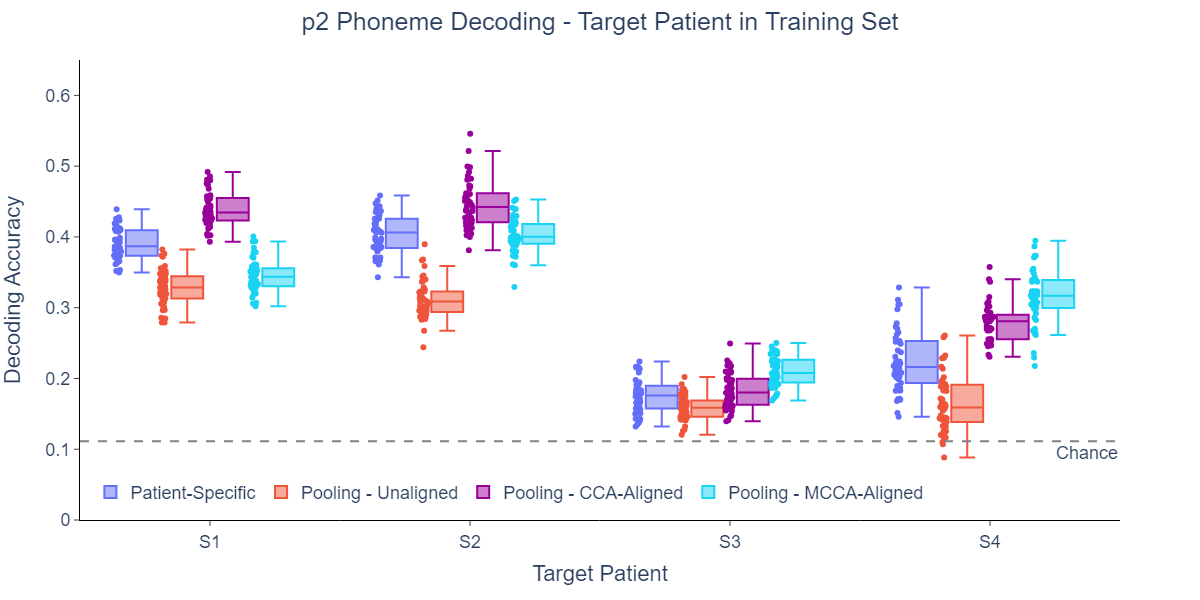 p2 Phoneme Decoding - Target Patient in Training Set
Decoding Accuracy
0.6
0.5
0.4
0.3
0.2
0.1
0
Chance
Patient-Specific
Pooling - Unaligned
Pooling - CCA-Aligned
Pooling - MCCA-Aligned
S1
S2
S3
S4
Target Patient